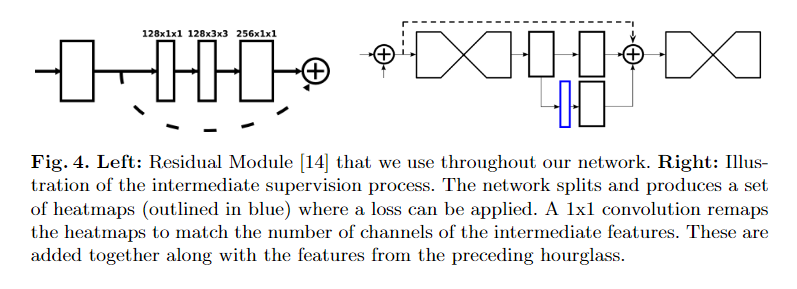 128x1x1 128x3x3 256x1x1
Fig. 4. Left: Residual Module [14] that we use throughout our network. Right: Illus-
tration of the intermediate supervision process. The network splits and produces a set
of heatmaps (outlined in blue) where a loss can be applied. A 1x1 convolution remaps
the heatmaps to match the number of channels of the intermediate features. These are
added together along with the features from the preceding hourglass.